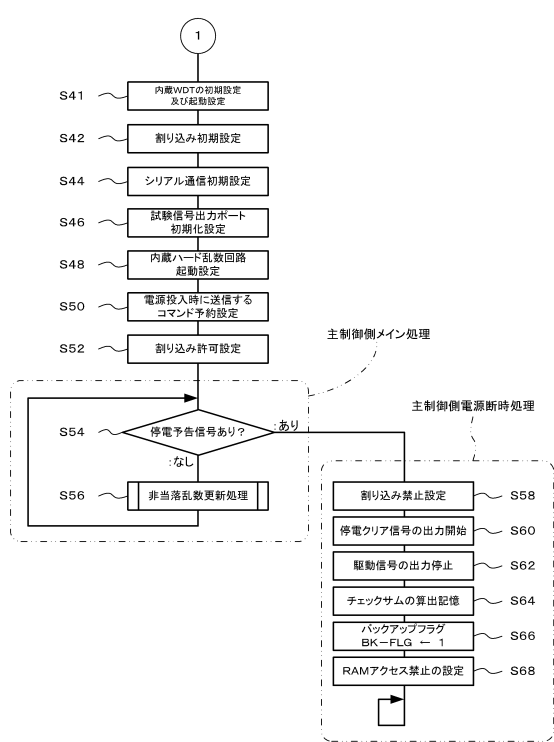 1
S41
内蔵WDTの初期設定
及び起動設定
S42
割り込み初期設定
S44
シリアル通信初期設定
S46
試験信号出力ポート
初期化設定
S48
内蔵ハード乱数回路
起動設定
S50
電源投入時に送信する
コマンド予約設定
S52
割り込み許可設定
主制御側メイン処理
S54
停電予告信号あり?
:あり
:なし
S56
非当落乱数更新処理
主制御側電源断時処理
割り込み禁止設定
S58
停電クリア信号の出力開始
S60
駆動信号の出力停止
S62
チェックサムの算出記憶
S64
バックアップフラグ
BK-FLG ← 1
S66
RAMアクセス禁止の設定
S68